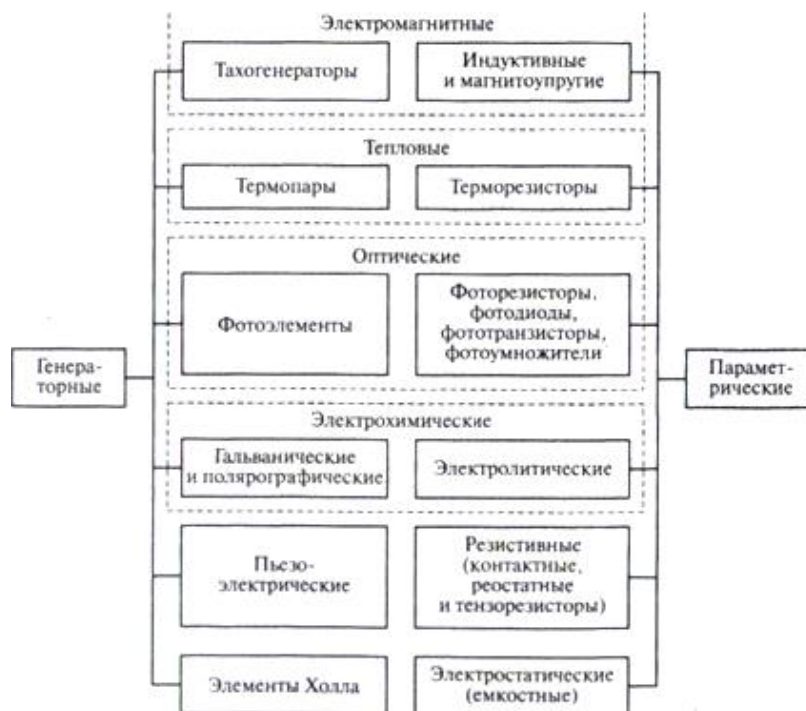 Электромагнитные
Тахогенераторы
Индуктивные
и магнитоупругие
Тепловые
Термопары
Терморезисторы
Оптические
Фотоэлементы
Фоторезисторы,
фотодиоды,
фототранзисторы,
фотоумножители
Генера-
торные
Парамет-
рические
Электрохимические
Гальванические
и полярографические
Электролитические
Пьезо-
электрические
Резистивные
(контактные,
реостатные
и тензорезисторы)
Элементы Холла
Электростатические
(емкостные)